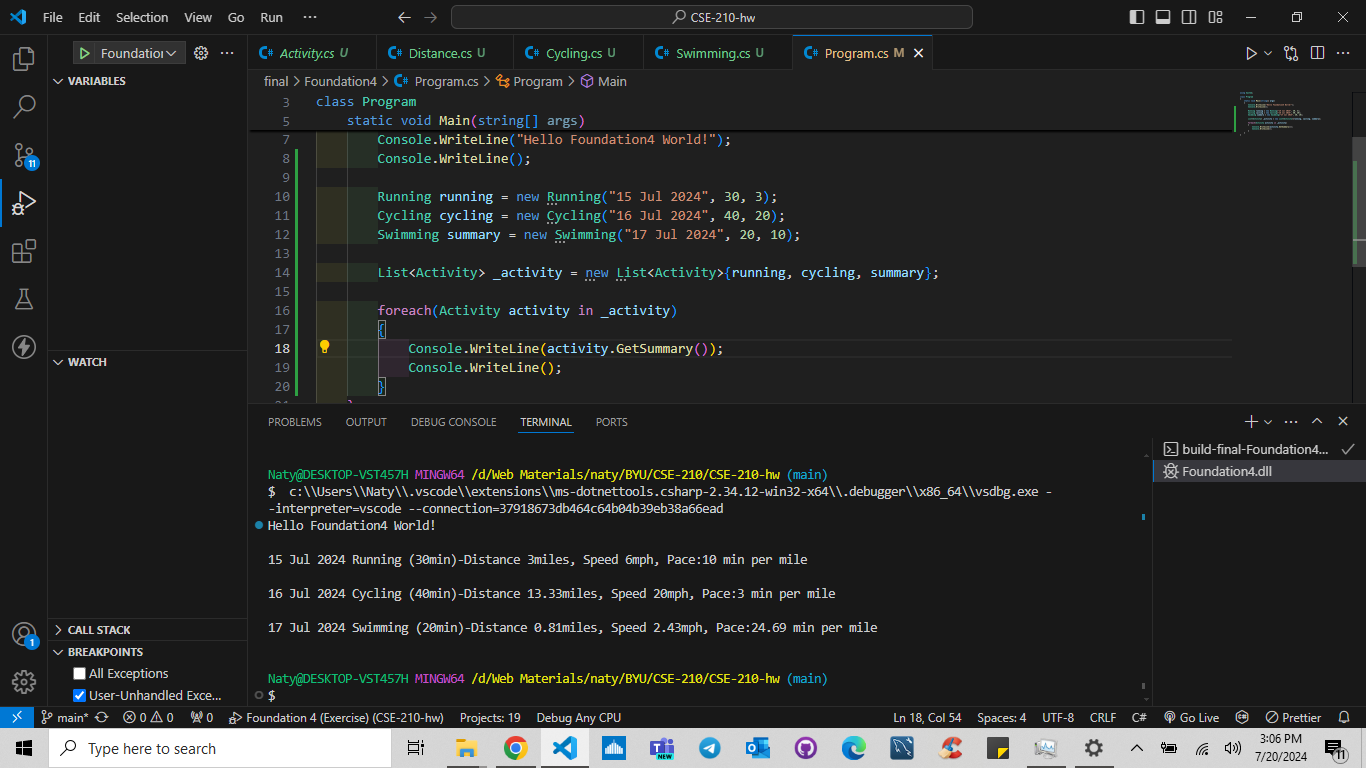 File Edit Selection View Go Run ··· CSE-210-hw
Foundation
Activity.cs U Distance.cs U Cycling.cs U Swimming.cs U Program.cs M
VARIABLES
final > Foundation4 > Program.cs > Program > Main
3 class Program
5 static void Main(string[] args)
7 Console.WriteLine("Hello Foundation4 World!");
8 Console.WriteLine();
9
10 Running running = new Running("15 Jul 2024", 30, 3);
11 Cycling cycling = new Cycling("16 Jul 2024", 40, 20);
12 Swimming summary = new Swimming("17 Jul 2024", 20, 10);
13
14 List<Activity> _activity = new List<Activity>{running, cycling, summary};
15
16 foreach(Activity activity in _activity)
17 {
18 Console.WriteLine(activity.GetSummary());
19 Console.WriteLine();
20 }
21 }
WATCH
PROBLEMS OUTPUT DEBUG CONSOLE TERMINAL PORTS
build-final-Foundation4...
Foundation4.dll
Naty@DESKTOP-VST457H MINGW64 /d/Web Materials/naty/BYU/CSE-210/CSE-210-hw (main)
$ c:\\Users\\Naty\\.vscode\\extensions\\ms-dotnettools.csharp-2.34.12-win32-x64\\.debugger\\x86_64\\vsdbg.exe -
-interpreter=vscode --connection=37918673db464c64b04b39eb38a66ead
Hello Foundation4 World!
15 Jul 2024 Running (30min)-Distance 3miles, Speed 6mph, Pace:10 min per mile
16 Jul 2024 Cycling (40min)-Distance 13.33miles, Speed 20mph, Pace:3 min per mile
17 Jul 2024 Swimming (20min)-Distance 0.81miles, Speed 2.43mph, Pace:24.69 min per mile
Naty@DESKTOP-VST457H MINGW64 /d/Web Materials/naty/BYU/CSE-210/CSE-210-hw (main)
$
CALL STACK
BREAKPOINTS
All Exceptions
User-Unhandled Exce...
11
1
main* 0 0 0 Foundation 4 (Exercise) (CSE-210-hw) Projects: 19 Debug Any CPU Ln 18, Col 54 Spaces: 4 UTF-8 CRLF C# Go Live Prettier
Type here to search
NEW
3:06 PM
7/20/2024
11